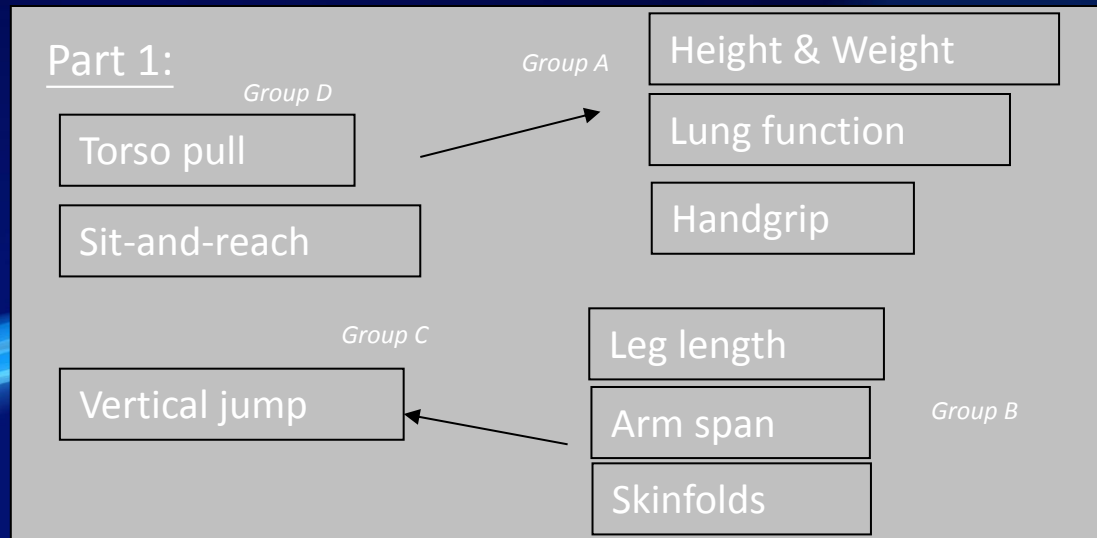 Part 1:
Group D
Torso pull
Sit-and-reach
Group A
Height & Weight
Lung function
Handgrip
Group C
Vertical jump
Leg length
Arm span
Skinfolds
Group B